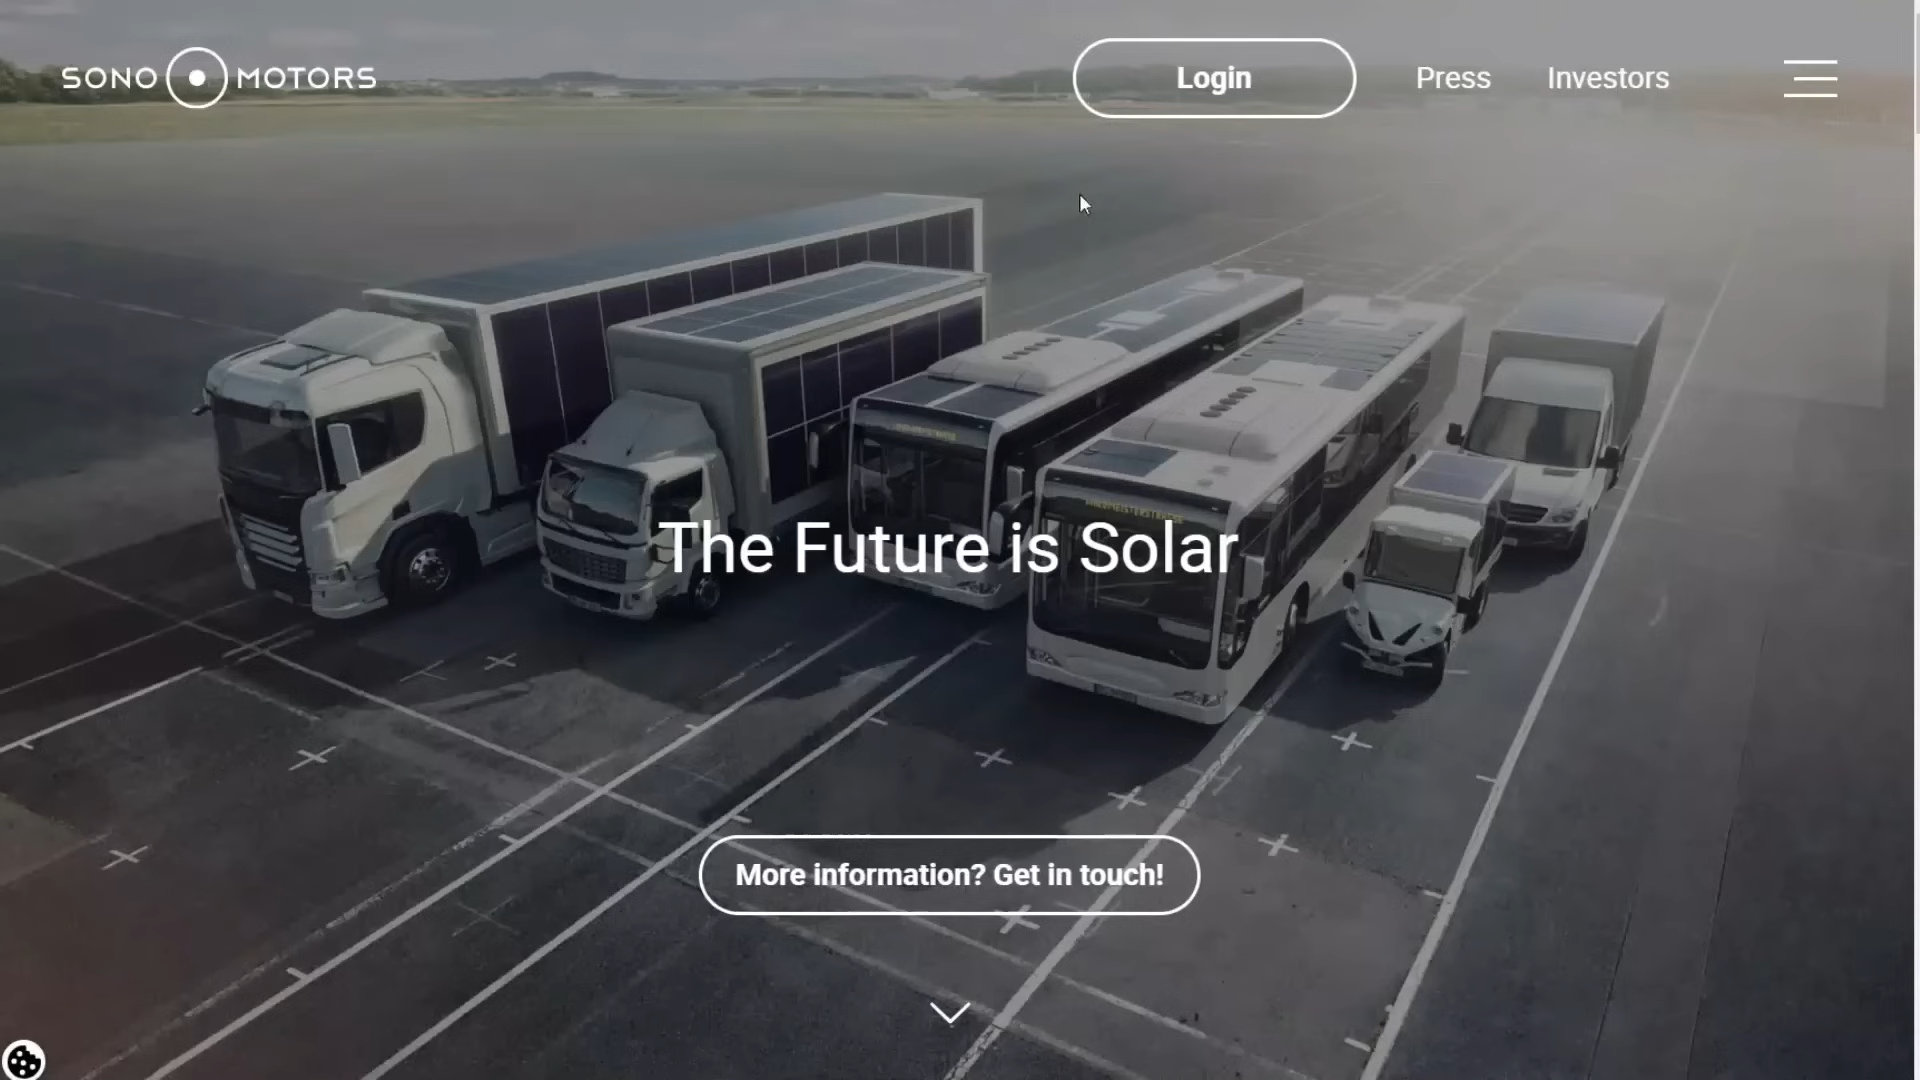 SONO MOTORS
Login
Press
Investors
The Future is Solar
More information? Get in touch!